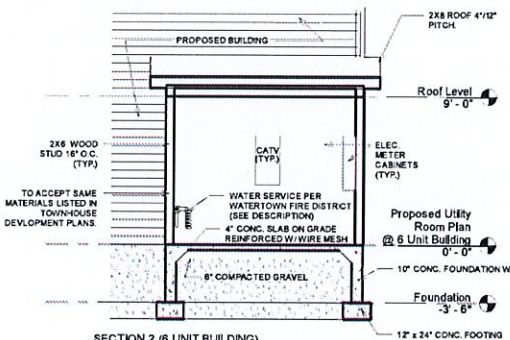 2X8 ROOF 4"/12"
PITCH.
PROPOSED BUILDING
Roof Level
9' - 0"
2X6 WOOD
STUD 16" O.C.
(TYP.)
CATV
(TYP.)
ELEC.
METER
CABINETS
(TYP.)
TO ACCEPT SAME
MATERIALS LISTED IN
TOWNHOUSE
DEVLOPMENT PLANS.
WATER SERVICE PER
WATERTOWN FIRE DISTRICT
(SEE DESCRIPTION)
4" CONC. SLAB ON GRADE
REINFORCED W/ WIRE MESH
Proposed Utility
Room Plan
@ 6 Unit Building
0' - 0"
6" COMPACTED GRAVEL
10" CONC. FOUNDATION W
Foundation
-3' - 6"
12" x 24" CONC. FOOTING
SECTION 2 (6 UNIT BUILDING)